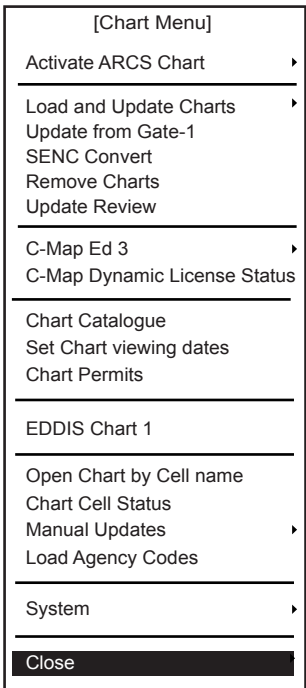 [Chart Menu]
Activate ARCS Chart
Load and Update Charts
Update from Gate-1
SENC Convert
Remove Charts
Update Review
C-Map Ed 3
C-Map Dynamic License Status
Chart Catalogue
Set Chart viewing dates
Chart Permits
EDDIS Chart 1
Open Chart by Cell name
Chart Cell Status
Manual Updates
Load Agency Codes
System
Close